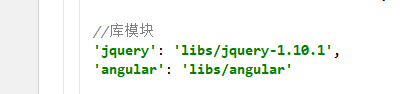 //库模块
'jquery': 'libs/jquery-1.10.1',
'angular': 'libs/angular'